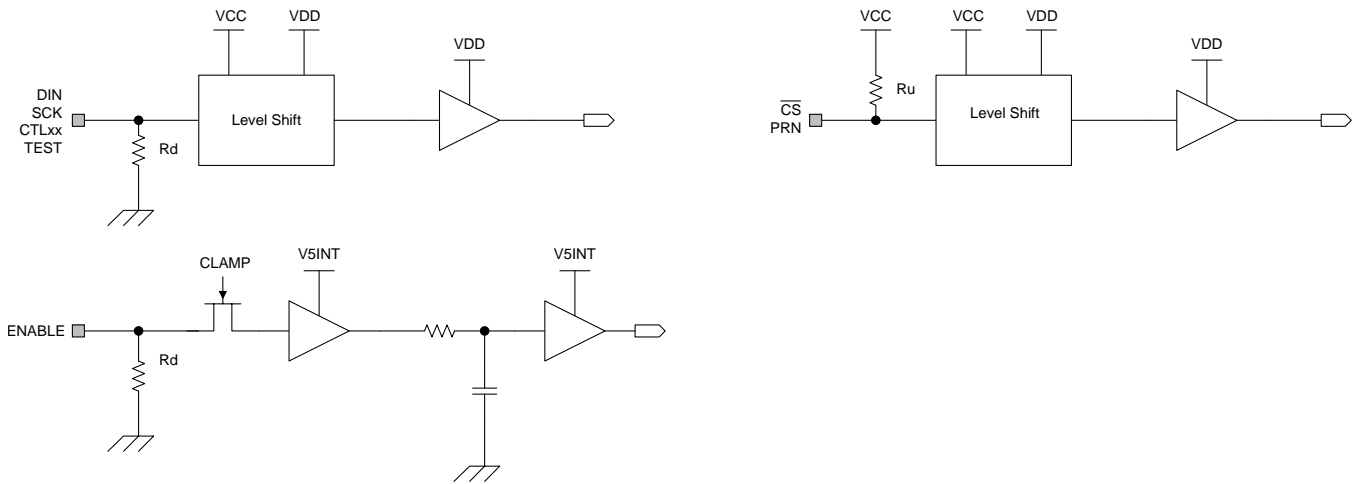 VCC
VDD
VDD
DIN
SCK
CTLxx
TEST
Level Shift
Rd
VCC
VCC
VDD
VDD
Ru
CS
PRN
Level Shift
CLAMP
V5INT
V5INT
ENABLE
Rd